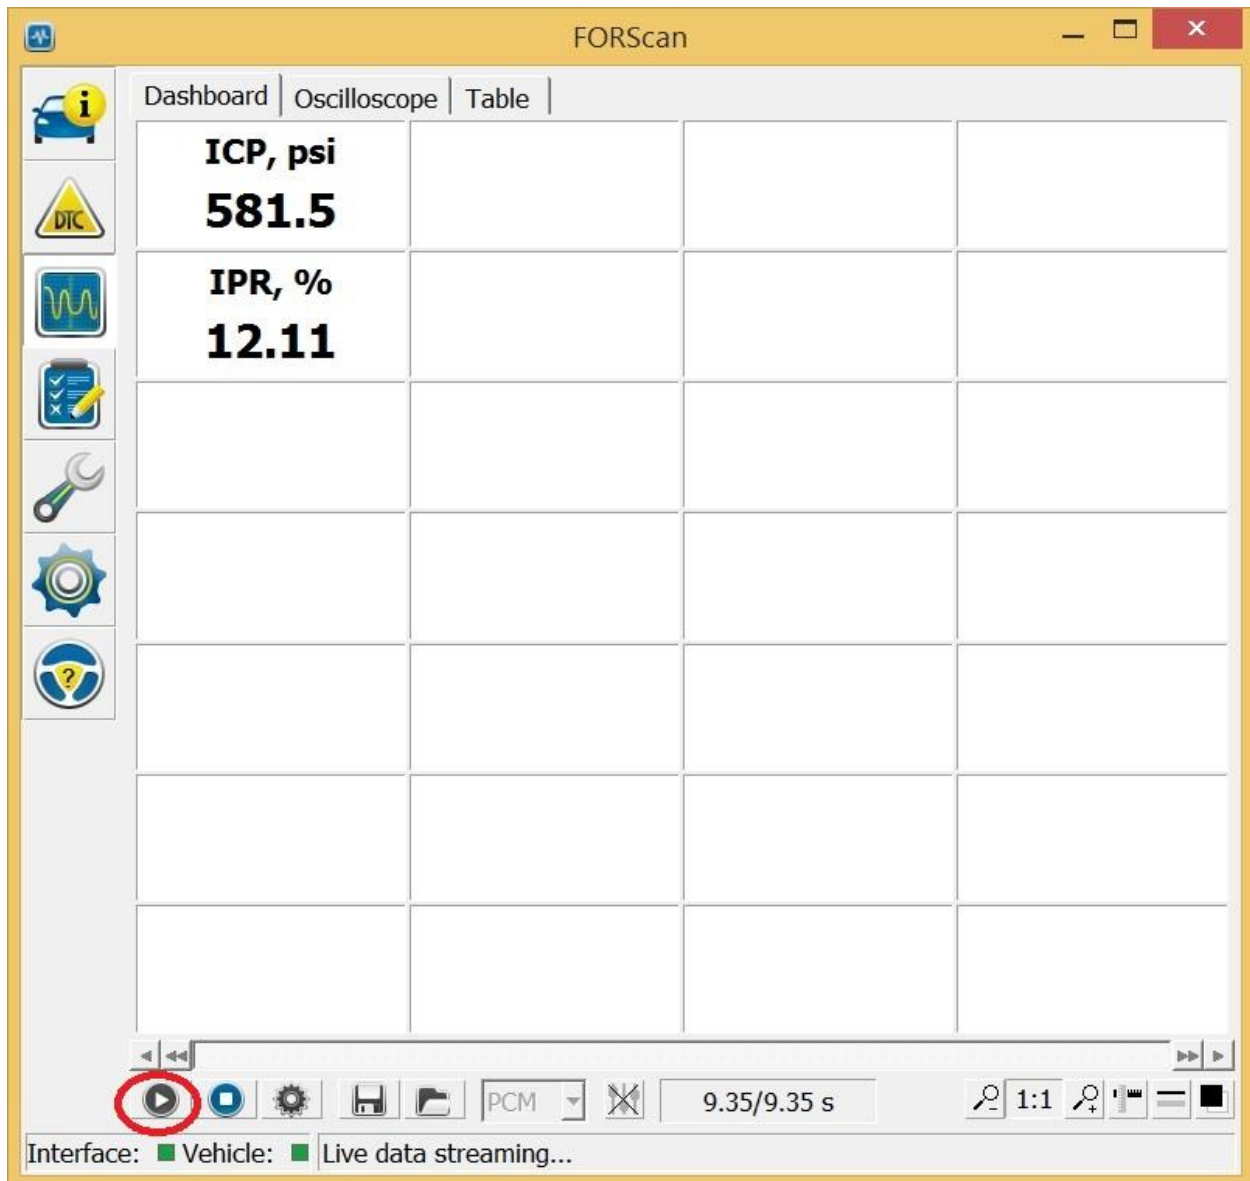 FORScan
i
Dashboard Oscilloscope Table
ICP, psi
581.5
DTC
IPR, %
12.11
?
PCM 9.35/9.35 s 1:1
Interface: Vehicle: Live data streaming...